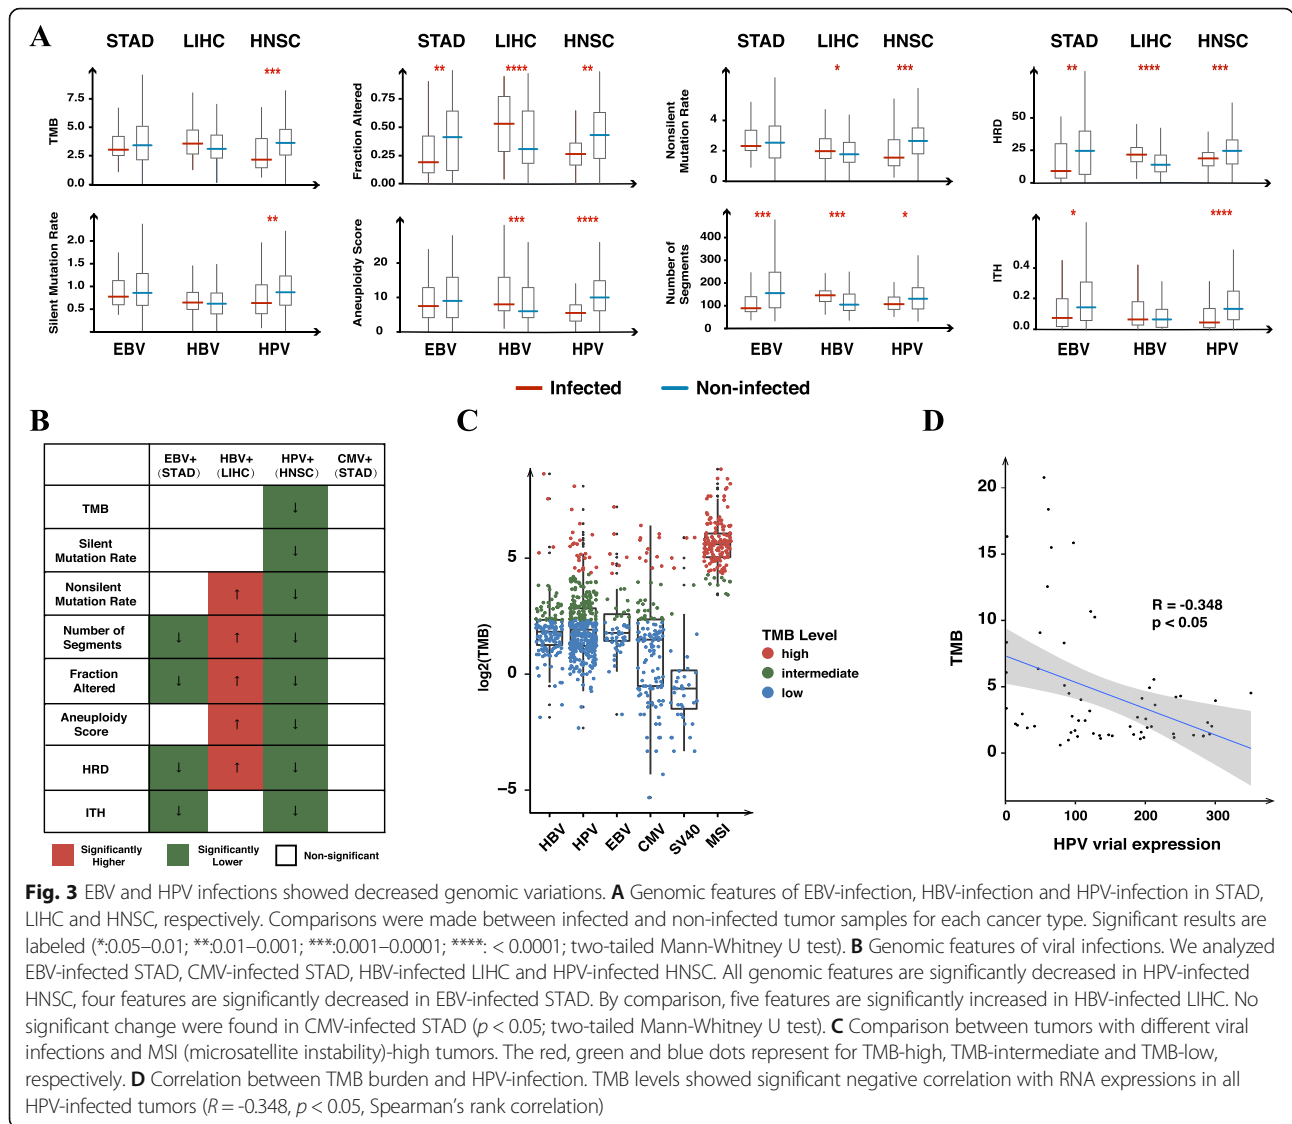 A
STAD LIHC HNSC
STAD LIHC HNSC
STAD LIHC HNSC
STAD LIHC HNSC
TMB
7.5
5.0
2.5
0.0
***
Fraction Altered
0.75
0.50
0.25
0.00
** **** **
Nonsilent
Mutation Rate
4
2
0
* ***
HRD
50
25
0
** **** ***
Silent Mutation Rate
2.0
1.5
1.0
0.5
**
EBV HBV HPV
Aneuploidy Score
20
10
0
*** ****
EBV HBV HPV
Number of
Segments
400
300
200
100
0
*** *** *
EBV HBV HPV
ITH
0.4
0.2
0.0
* ****
EBV HBV HPV
Infected Non-infected
B
EBV+ HBV+ HPV+ CMV+
(STAD) (LIHC) (HNSC) (STAD)
TMB ↓
Silent
Mutation Rate ↓
Nonsilent
Mutation Rate ↑ ↓
Number of
Segments ↓ ↑ ↓
Fraction
Altered ↓ ↑ ↓
Aneuploidy
Score ↑ ↓
HRD ↓ ↑ ↓
ITH ↓ ↓
Significantly
Higher
Significantly
Lower
Non-significant
C
log2(TMB)
5
0
−5
HBV HPV EBV CMV SV40 MSI
TMB Level
high
intermediate
low
D
TMB
20
15
10
5
0
R = -0.348
p < 0.05
0 100 200 300
HPV vrial expression
Fig. 3 EBV and HPV infections showed decreased genomic variations. A Genomic features of EBV-infection, HBV-infection and HPV-infection in STAD,
LIHC and HNSC, respectively. Comparisons were made between infected and non-infected tumor samples for each cancer type. Significant results are
labeled (*:0.05–0.01; **:0.01–0.001; ***:0.001–0.0001; ****: < 0.0001; two-tailed Mann-Whitney U test). B Genomic features of viral infections. We analyzed
EBV-infected STAD, CMV-infected STAD, HBV-infected LIHC and HPV-infected HNSC. All genomic features are significantly decreased in HPV-infected
HNSC, four features are significantly decreased in EBV-infected STAD. By comparison, five features are significantly increased in HBV-infected LIHC. No
significant change were found in CMV-infected STAD (p < 0.05; two-tailed Mann-Whitney U test). C Comparison between tumors with different viral
infections and MSI (microsatellite instability)-high tumors. The red, green and blue dots represent for TMB-high, TMB-intermediate and TMB-low,
respectively. D Correlation between TMB burden and HPV-infection. TMB levels showed significant negative correlation with RNA expressions in all
HPV-infected tumors (R = -0.348, p < 0.05, Spearman's rank correlation)